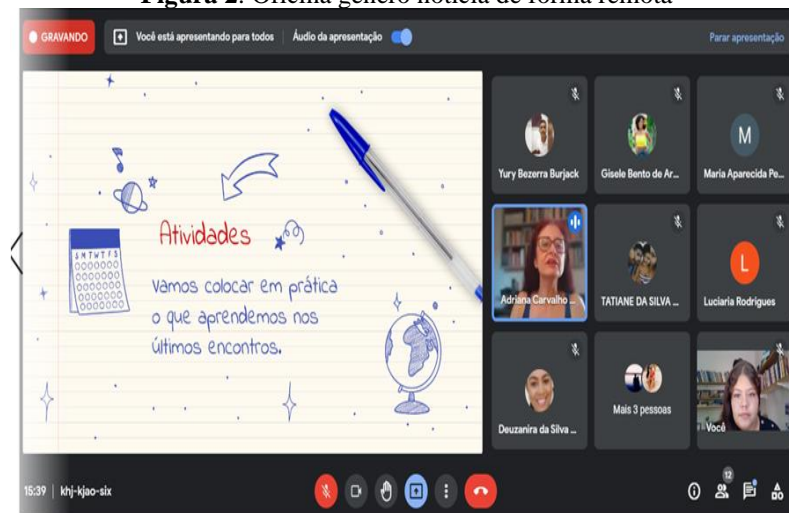 Figura 2: Oficina gênero notícia de forma remota
GRAVANDO
Você está apresentando para todos
Áudio da apresentação
Parar apresentação
Atividades
SMTWTFS
Vamos colocar em prática
o que aprendemos nos
últimos encontros.
Yury Bezerra Burjack
Gisele Bento de Ar...
Maria Aparecida Pe...
M
Adriana Carvalho ...
TATIANE DA SILVA ...
Luciaria Rodrigues
L
Deuzanira da Silva ...
Mais 3 pessoas
Você
15:39 | khj-kjao-six
12